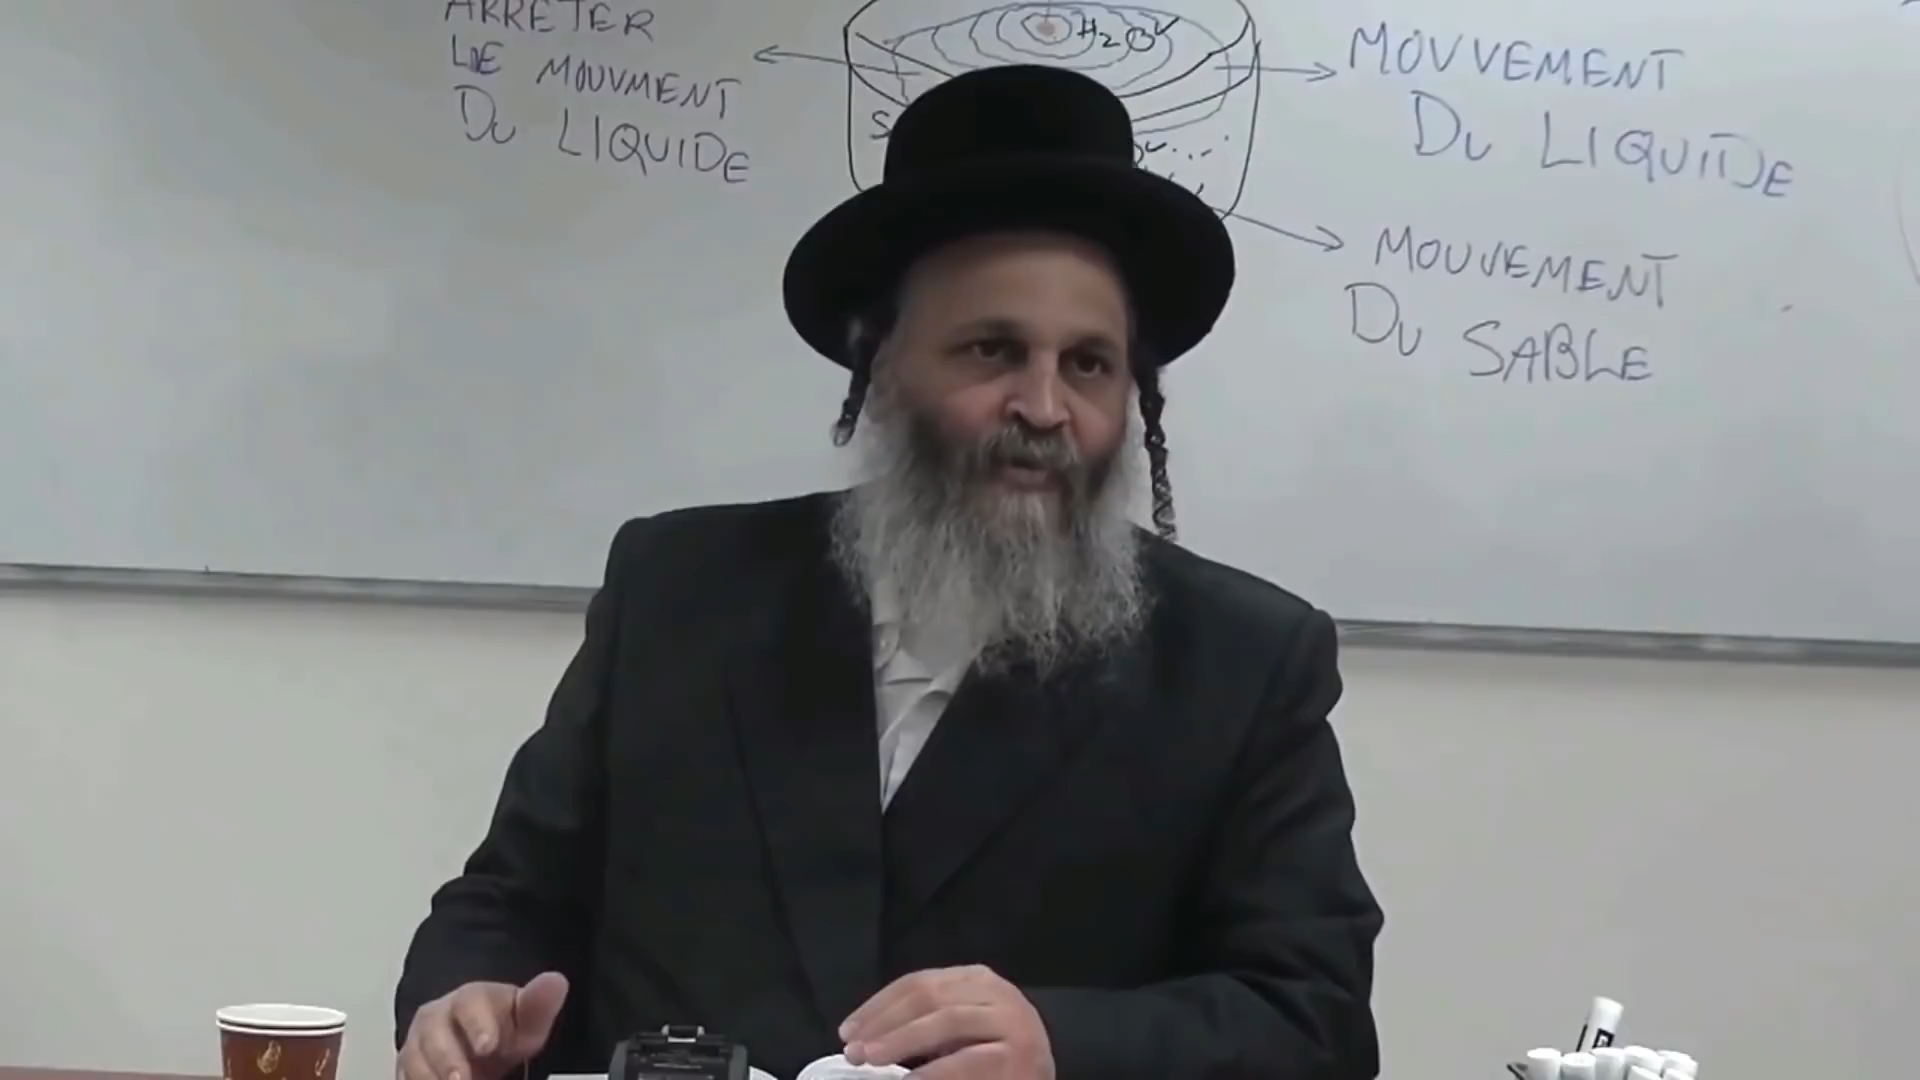 ARRETER
LE MOUVMENT
DU LIQUIDE
H2O
MOUVEMENT
DU LIQUIDE
MOUVEMENT
DU SABLE